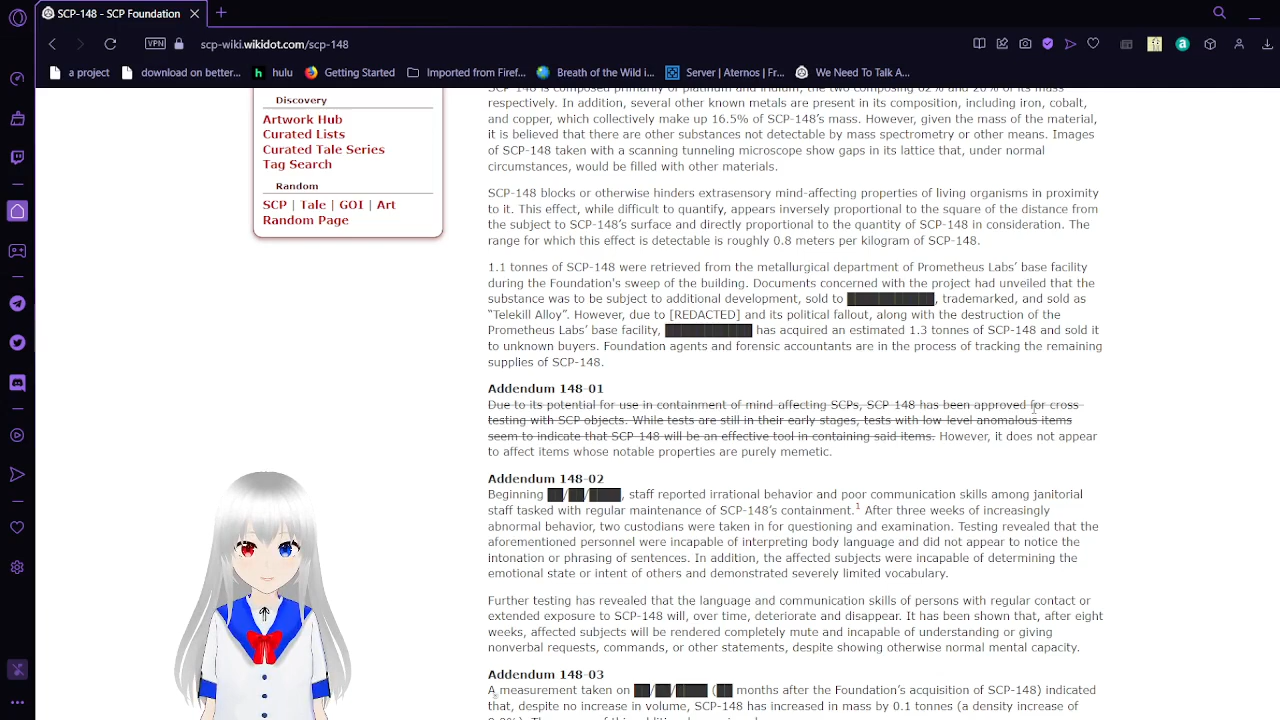 SCP-148 - SCP Foundation
VPN scp-wiki.wikidot.com/scp-148
a project download on better... hulu Getting Started Imported from Firef... Breath of the Wild i... Server | Aternos | Fr... We Need To Talk A...
Discovery
Artwork Hub
Curated Lists
Curated Tale Series
Tag Search
Random
SCP | Tale | GOI | Art
Random Page
SCP-148 is composed primarily of platinum and iridium, the two composing 62% and 20% of its mass
respectively. In addition, several other known metals are present in its composition, including iron, cobalt,
and copper, which collectively make up 16.5% of SCP-148’s mass. However, given the mass of the material,
it is believed that there are other substances not detectable by mass spectrometry or other means. Images
of SCP-148 taken with a scanning tunneling microscope show gaps in its lattice that, under normal
circumstances, would be filled with other materials.
SCP-148 blocks or otherwise hinders extrasensory mind-affecting properties of living organisms in proximity
to it. This effect, while difficult to quantify, appears inversely proportional to the square of the distance from
the subject to SCP-148’s surface and directly proportional to the quantity of SCP-148 in consideration. The
range for which this effect is detectable is roughly 0.8 meters per kilogram of SCP-148.
1.1 tonnes of SCP-148 were retrieved from the metallurgical department of Prometheus Labs’ base facility
during the Foundation's sweep of the building. Documents concerned with the project had unveiled that the
substance was to be subject to additional development, sold to ██████████, trademarked, and sold as
“Telekill Alloy”. However, due to [REDACTED] and its political fallout, along with the destruction of the
Prometheus Labs’ base facility, ██████████ has acquired an estimated 1.3 tonnes of SCP-148 and sold it
to unknown buyers. Foundation agents and forensic accountants are in the process of tracking the remaining
supplies of SCP-148.
Addendum 148-01
Due to its potential for use in containment of mind affecting SCPs, SCP 148 has been approved for cross
testing with SCP objects. While tests are still in their early stages, tests with low level anomalous items
seem to indicate that SCP 148 will be an effective tool in containing said items. However, it does not appear
to affect items whose notable properties are purely memetic.
Addendum 148-02
Beginning ██/██/████, staff reported irrational behavior and poor communication skills among janitorial
staff tasked with regular maintenance of SCP-148’s containment.1 After three weeks of increasingly
abnormal behavior, two custodians were taken in for questioning and examination. Testing revealed that the
aforementioned personnel were incapable of interpreting body language and did not appear to notice the
intonation or phrasing of sentences. In addition, the affected subjects were incapable of determining the
emotional state or intent of others and demonstrated severely limited vocabulary.
Further testing has revealed that the language and communication skills of persons with regular contact or
extended exposure to SCP-148 will, over time, deteriorate and disappear. It has been shown that, after eight
weeks, affected subjects will be rendered completely mute and incapable of understanding or giving
nonverbal requests, commands, or other statements, despite showing otherwise normal mental capacity.
Addendum 148-03
A measurement taken on ██/██/████ (██ months after the Foundation’s acquisition of SCP-148) indicated
that, despite no increase in volume, SCP-148 has increased in mass by 0.1 tonnes (a density increase of